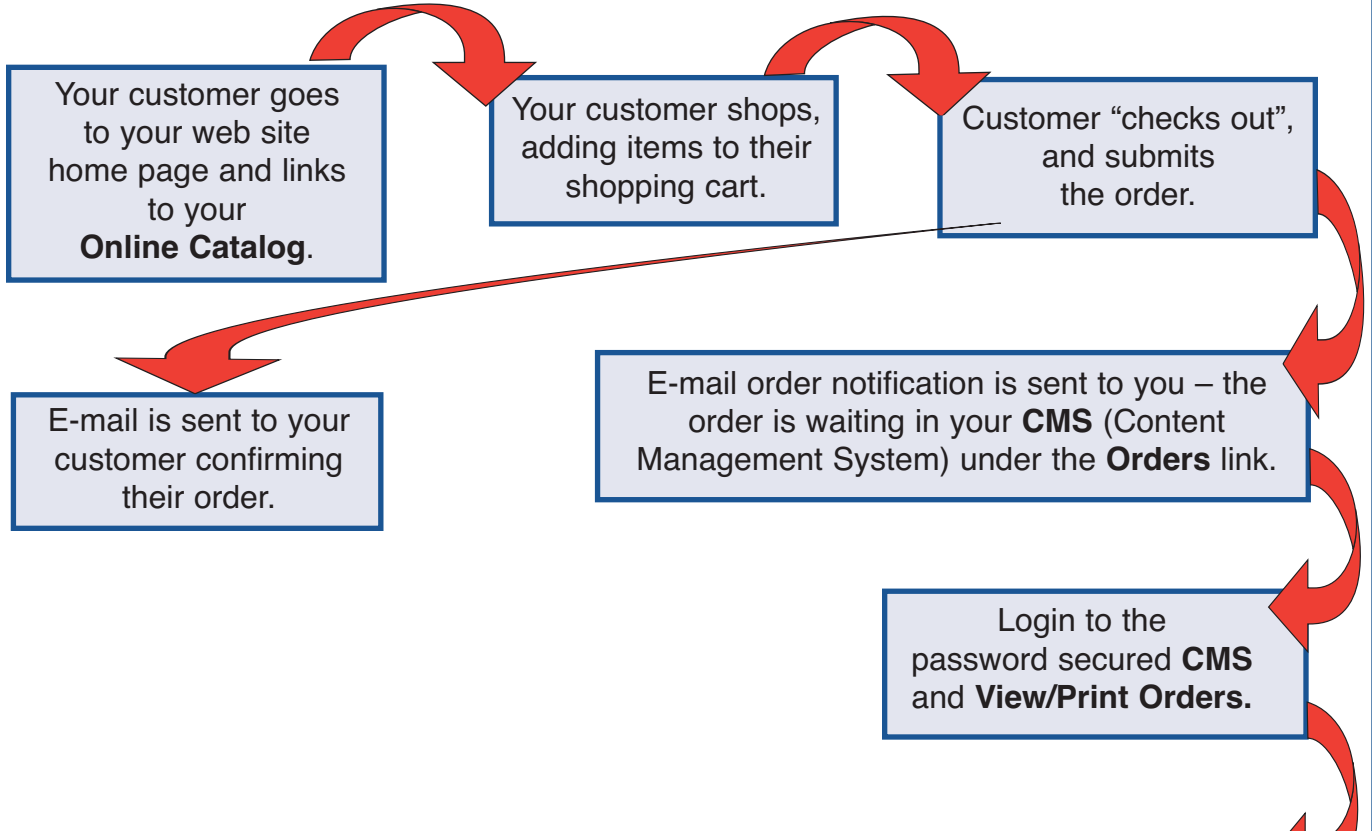 Your customer goes
to your web site
home page and links
to your
Online Catalog.
Your customer shops,
adding items to their
shopping cart.
Customer “checks out”,
and submits
the order.
E-mail is sent to your
customer confirming
their order.
E-mail order notification is sent to you – the
order is waiting in your CMS (Content
Management System) under the Orders link.
Login to the
password secured CMS
and View/Print Orders.